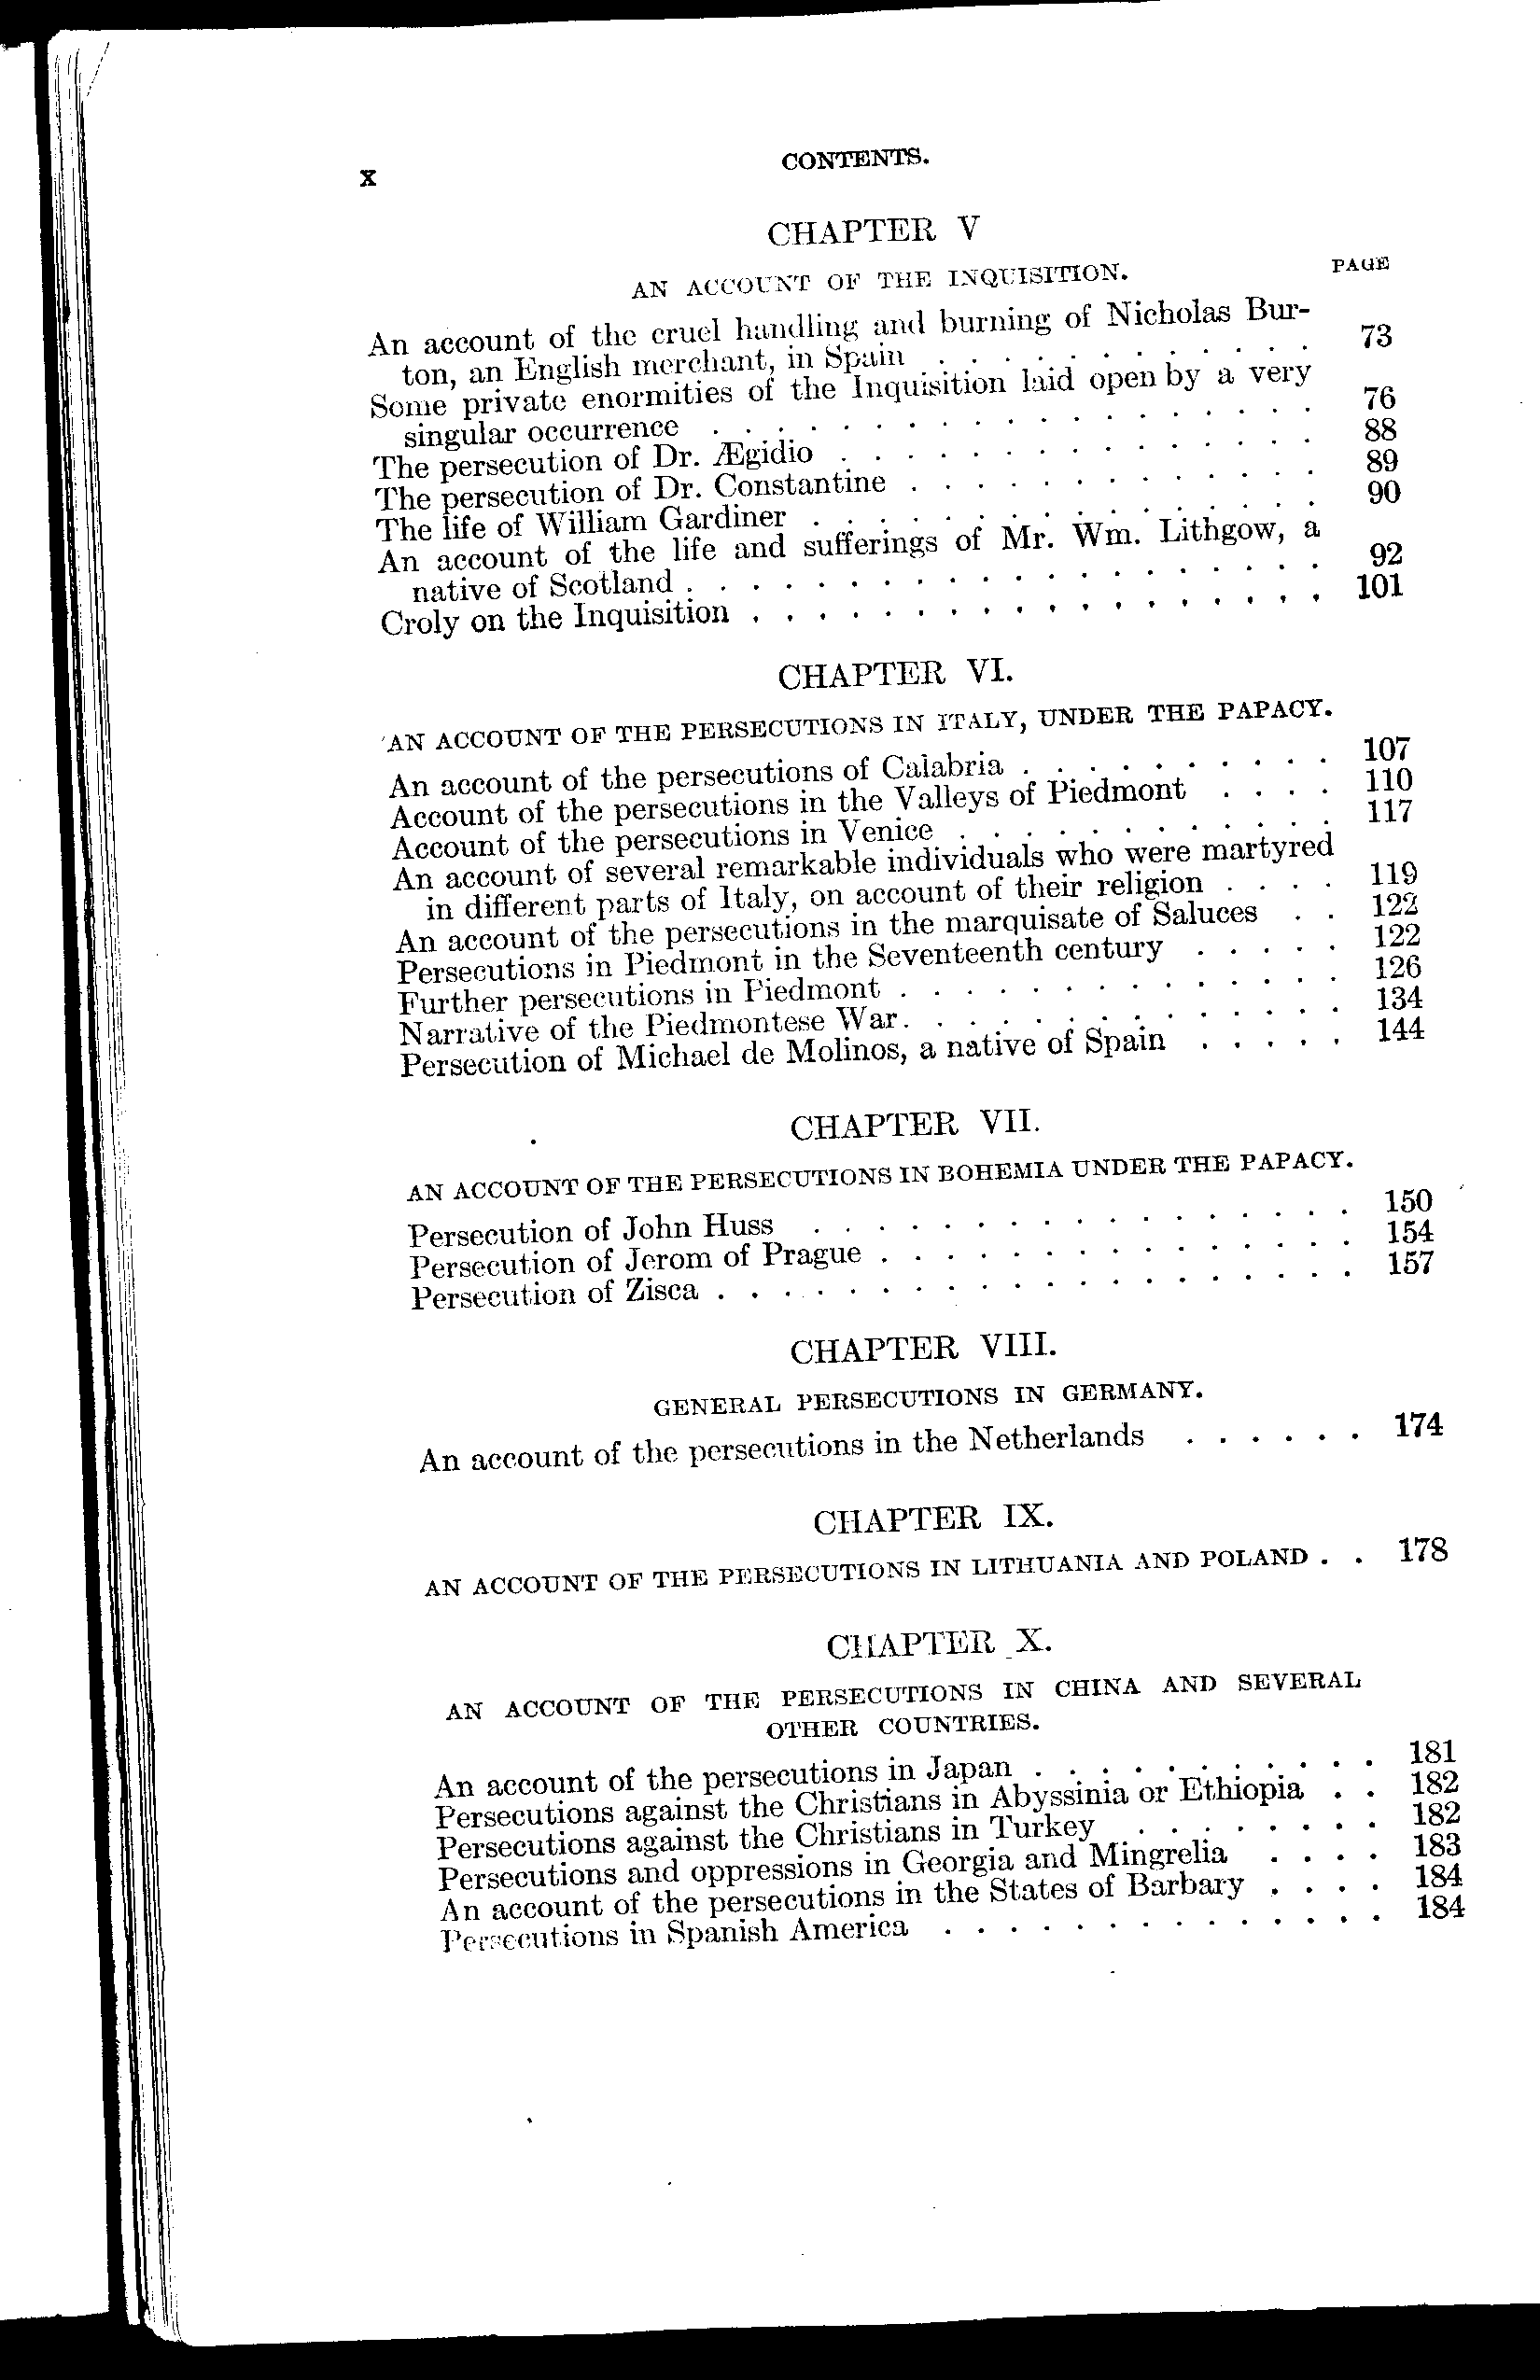 x
CONTENTS.
CHAPTER V
AN ACCOUNT OF THE INQUISITION.
PAGE
An account of the cruel handling and burning of Nicholas Bur-
ton, an English merchant, in Spain . . . . . . . . . . . . 73
Some private enormities of the Inquisition laid open by a very
singular occurrence . . . . . . . . . . . . . . . . . . . 76
The persecution of Dr. Ægidio . . . . . . . . . . . . . . . 88
The persecution of Dr. Constantine . . . . . . . . . . . . . 89
The life of William Gardiner . . . . . . . . . . . . . . . . 90
An account of the life and sufferings of Mr. Wm. Lithgow, a
native of Scotland . . . . . . . . . . . . . . . . . . . . 92
Croly on the Inquisition . . . . . . . . . . . . . . . . . . 101
CHAPTER VI.
AN ACCOUNT OF THE PERSECUTIONS IN ITALY, UNDER THE PAPACY.
An account of the persecutions of Calabria . . . . . . . . . . 107
Account of the persecutions in the Valleys of Piedmont . . . . 110
Account of the persecutions in Venice . . . . . . . . . . . . 117
An account of several remarkable individuals who were martyred
in different parts of Italy, on account of their religion . . . . 119
An account of the persecutions in the marquisate of Saluces . . 122
Persecutions in Piedmont in the Seventeenth century . . . . . 122
Further persecutions in Piedmont . . . . . . . . . . . . . . 126
Narrative of the Piedmontese War. . . . . . . . . . . . . . 134
Persecution of Michael de Molinos, a native of Spain . . . . . 144
CHAPTER VII.
AN ACCOUNT OF THE PERSECUTIONS IN BOHEMIA UNDER THE PAPACY.
Persecution of John Huss . . . . . . . . . . . . . . . . . 150
Persecution of Jerom of Prague . . . . . . . . . . . . . . . 154
Persecution of Zisca . . . . . . . . . . . . . . . . . . . . 157
CHAPTER VIII.
GENERAL PERSECUTIONS IN GERMANY.
An account of the persecutions in the Netherlands . . . . . . 174
CHAPTER IX.
AN ACCOUNT OF THE PERSECUTIONS IN LITHUANIA AND POLAND . . 178
CHAPTER X.
AN ACCOUNT OF THE PERSECUTIONS IN CHINA AND SEVERAL
OTHER COUNTRIES.
An account of the persecutions in Japan . . . . . . . . . . . 181
Persecutions against the Christians in Abyssinia or Ethiopia . . 182
Persecutions against the Christians in Turkey . . . . . . . . 182
Persecutions and oppressions in Georgia and Mingrelia . . . . 183
An account of the persecutions in the States of Barbary . . . . 184
Persecutions in Spanish America . . . . . . . . . . . . . . 184